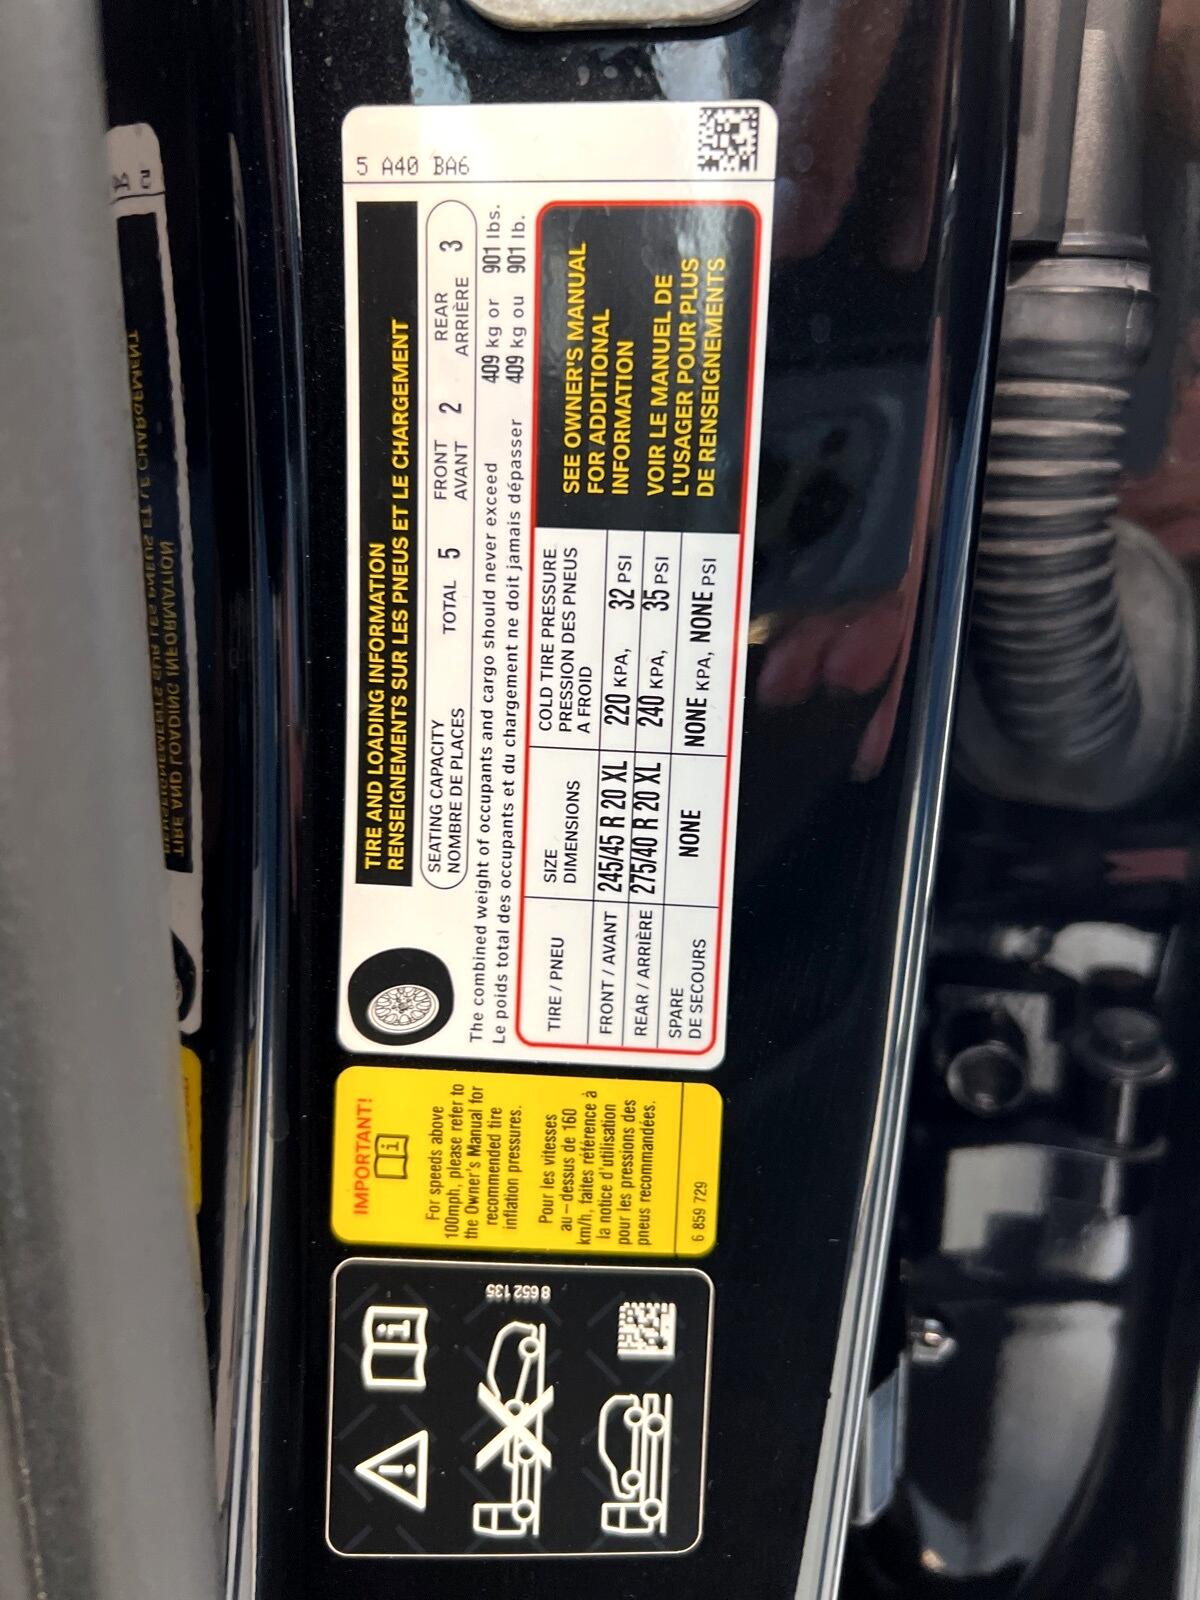 5 A40 BA6
TIRE AND LOADING INFORMATION
RENSEIGNEMENTS SUR LES PNEUS ET LE CHARGEMENT
SEATING CAPACITY TOTAL 5 FRONT 2 REAR 3
NOMBRE DE PLACES AVANT ARRIÈRE
The combined weight of occupants and cargo should never exceed 409 kg or 901 lbs.
Le poids total des occupants et du chargement ne doit jamais dépasser 409 kg ou 901 lb.
TIRE / PNEU
SIZE
DIMENSIONS
COLD TIRE PRESSURE
PRESSION DES PNEUS
A FROID
FRONT / AVANT 245/45 R 20 XL 220 KPA, 32 PSI
REAR / ARRIÈRE 275/40 R 20 XL 240 KPA, 35 PSI
SPARE
DE SECOURS NONE NONE KPA, NONE PSI
SEE OWNER'S MANUAL
FOR ADDITIONAL
INFORMATION
VOIR LE MANUEL DE
L'USAGER POUR PLUS
DE RENSEIGNEMENTS
IMPORTANT!
i
For speeds above
100mph, please refer to
the Owner's Manual for
recommended tire
inflation pressures.
Pour les vitesses
au–dessus de 160
km/h, faites référence à
la notice d'utilisation
pour les pressions des
pneus recommandées.
6 859 729
! i
8 652 135
TIRE AND LOADING INFORMATION